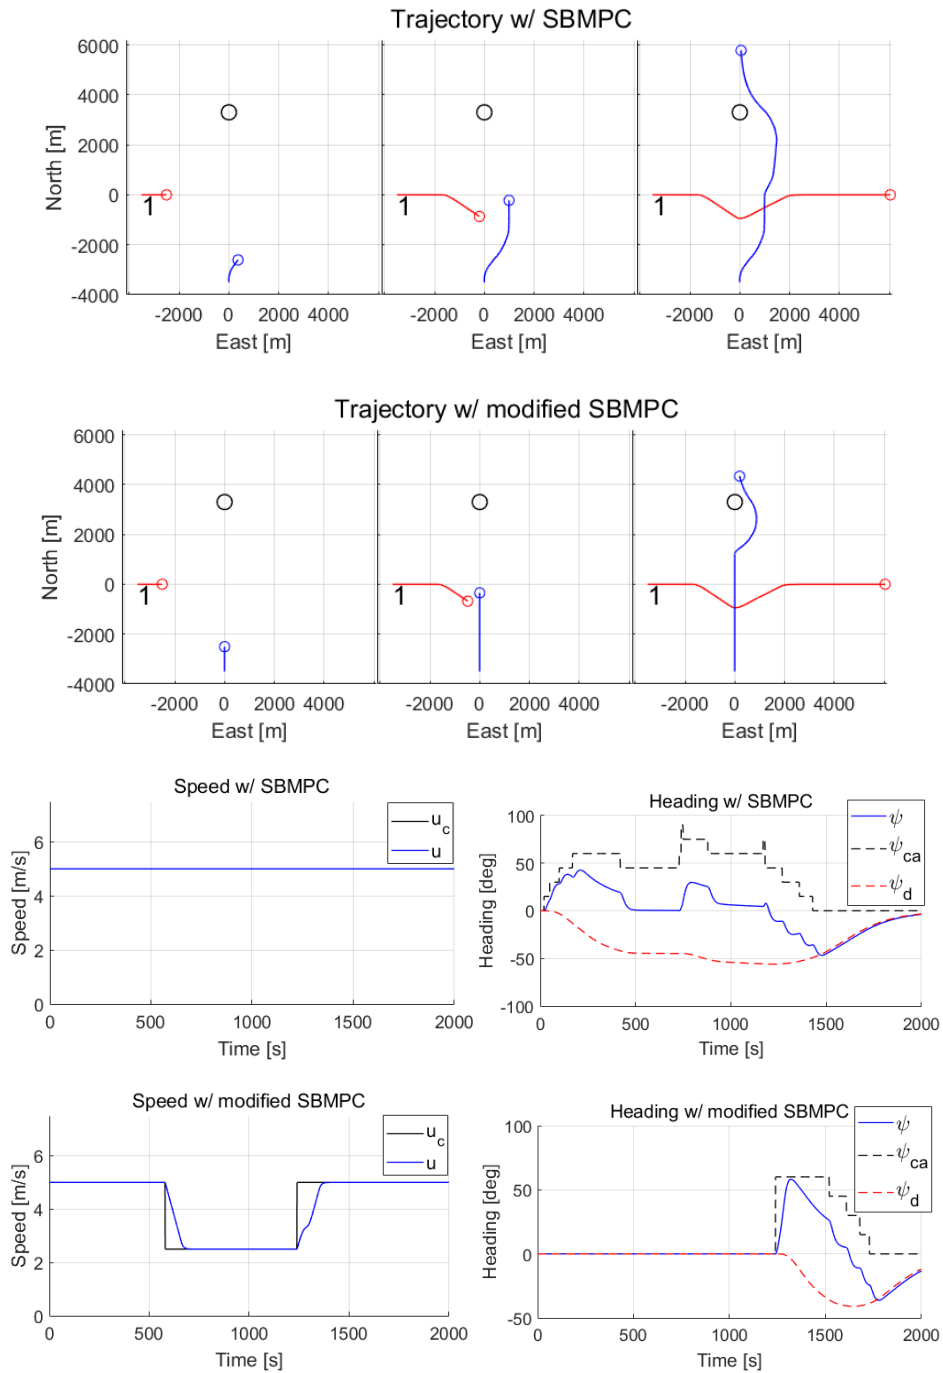 Trajectory w/ SBMPC
6000
4000
2000
0
-2000
-4000
North [m]
1
1
1
-2000 0 2000 4000
-2000 0 2000 4000
-2000 0 2000 4000
East [m]
East [m]
East [m]
Trajectory w/ modified SBMPC
6000
4000
2000
0
-2000
-4000
North [m]
1
1
1
-2000 0 2000 4000
-2000 0 2000 4000
-2000 0 2000 4000
East [m]
East [m]
East [m]
Speed w/ SBMPC
6
4
2
0
Speed [m/s]
u_c
u
0 500 1000 1500 2000
Time [s]
Heading w/ SBMPC
100
50
0
-50
-100
Heading [deg]
ψ
ψ_ca
ψ_d
0 500 1000 1500 2000
Time [s]
Speed w/ modified SBMPC
6
4
2
0
Speed [m/s]
u_c
u
0 500 1000 1500 2000
Time [s]
Heading w/ modified SBMPC
100
50
0
-50
Heading [deg]
ψ
ψ_ca
ψ_d
0 500 1000 1500 2000
Time [s]